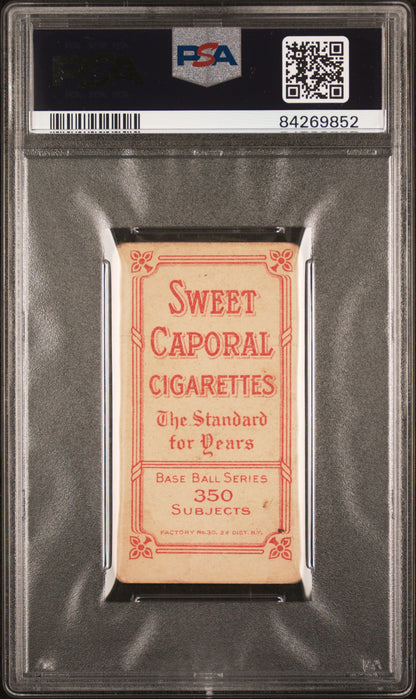 PSA
84269852
SWEET
CAPORAL
CIGARETTES
The Standard
for Years
BASE BALL SERIES
350
SUBJECTS
FACTORY No. 30, 2d DIST. N.Y.